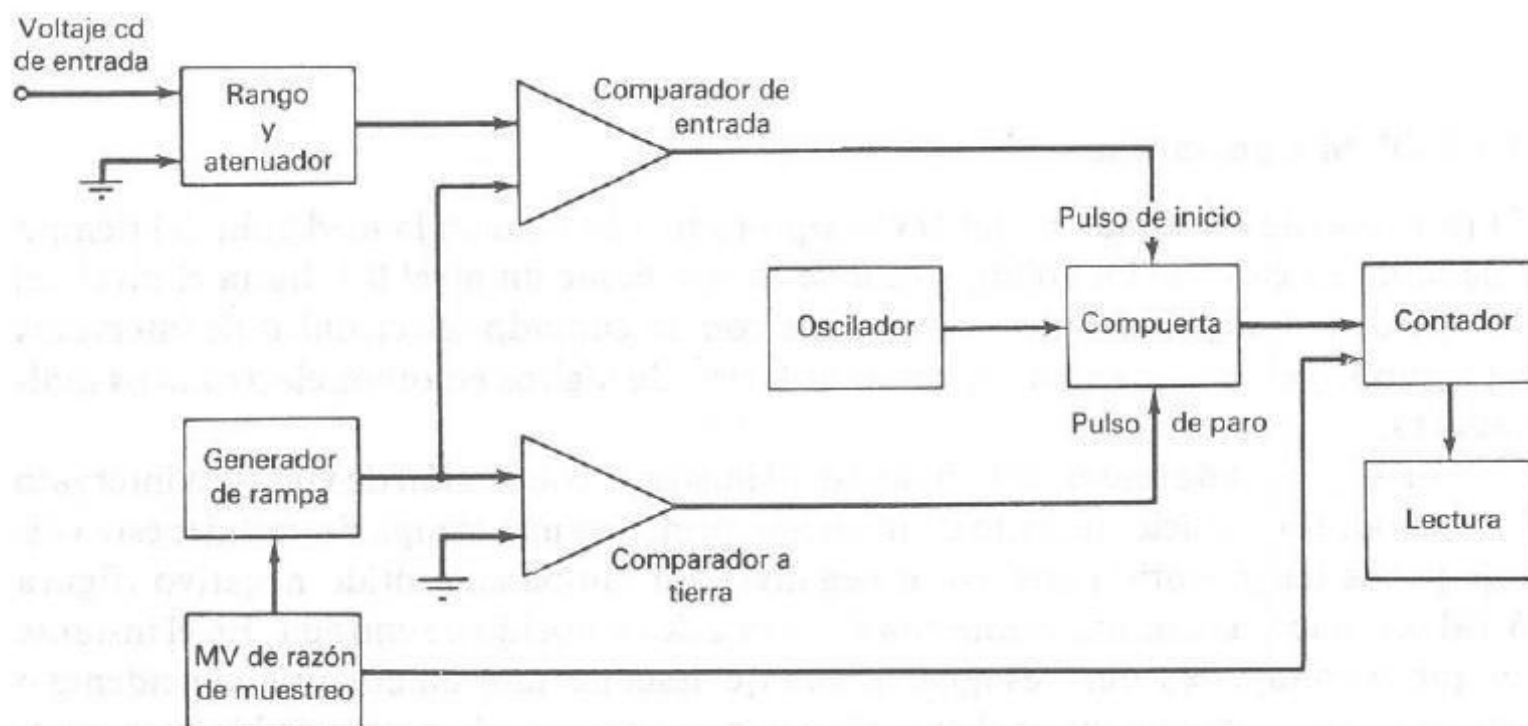 Voltaje cd
de entrada
Rango
y
atenuador
Comparador de
entrada
Pulso de inicio
Oscilador
Compuerta
Contador
Pulso de paro
Generador
de rampa
Lectura
Comparador a
tierra
MV de razón
de muestreo